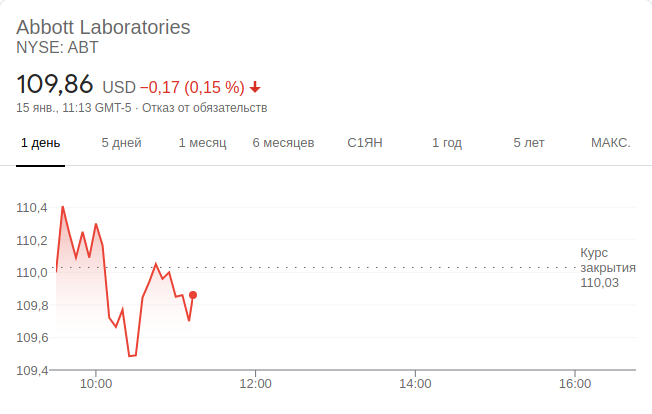 Abbott Laboratories
NYSE: ABT
109,86 USD −0,17 (0,15 %)
15 янв., 11:13 GMT-5 · Отказ от обязательств
1 день 5 дней 1 месяц 6 месяцев С1ЯН 1 год 5 лет МАКС.
110,4
110,2
110,0
109,8
109,6
109,4
Курс
закрытия
110,03
10:00 12:00 14:00 16:00